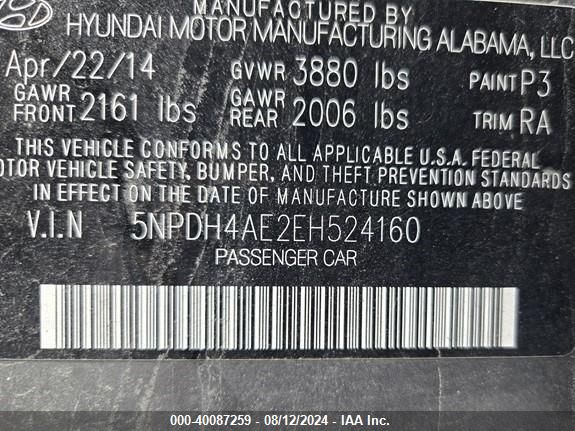 MANUFACTURED BY
HYUNDAI MOTOR MANUFACTURING ALABAMA, LLC
Apr/22/14 GVWR 3880 lbs PAINT P3
GAWR FRONT 2161 lbs GAWR REAR 2006 lbs TRIM RA
THIS VEHICLE CONFORMS TO ALL APPLICABLE U.S.A. FEDERAL
MOTOR VEHICLE SAFETY, BUMPER, AND THEFT PREVENTION STANDARDS
IN EFFECT ON THE DATE OF MANUFACTURE SHOWN ABOVE
V.I.N 5NPDH4AE2EH524160
PASSENGER CAR
000-40087259 - 08/12/2024 - IAA Inc.